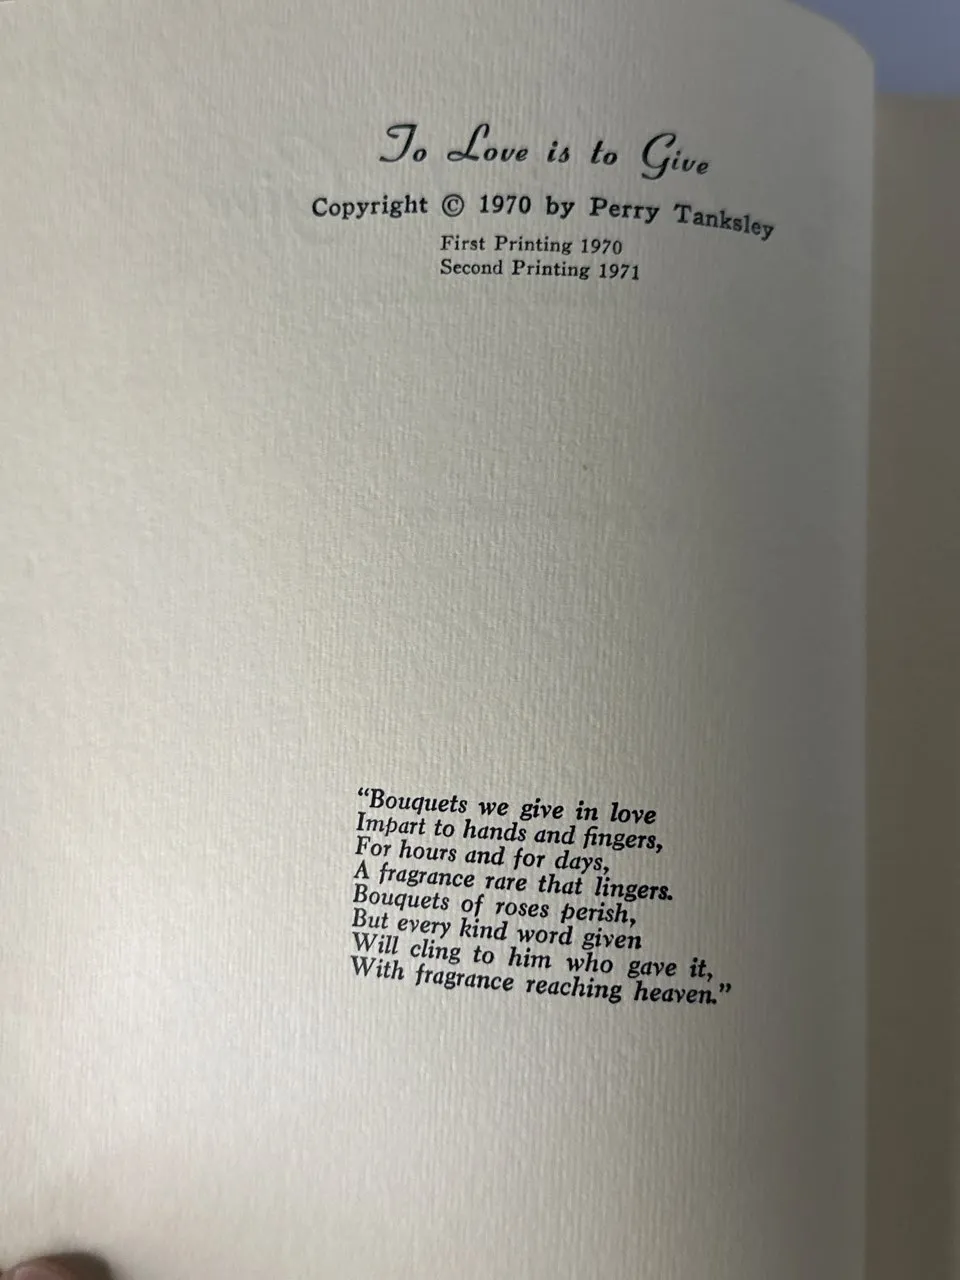 To Love is to Give
Copyright © 1970 by Perry Tanksley
First Printing 1970
Second Printing 1971
“Bouquets we give in love
Impart to hands and fingers,
For hours and for days,
A fragrance rare that lingers.
Bouquets of roses perish,
But every kind word given
Will cling to him who gave it,
With fragrance reaching heaven.”